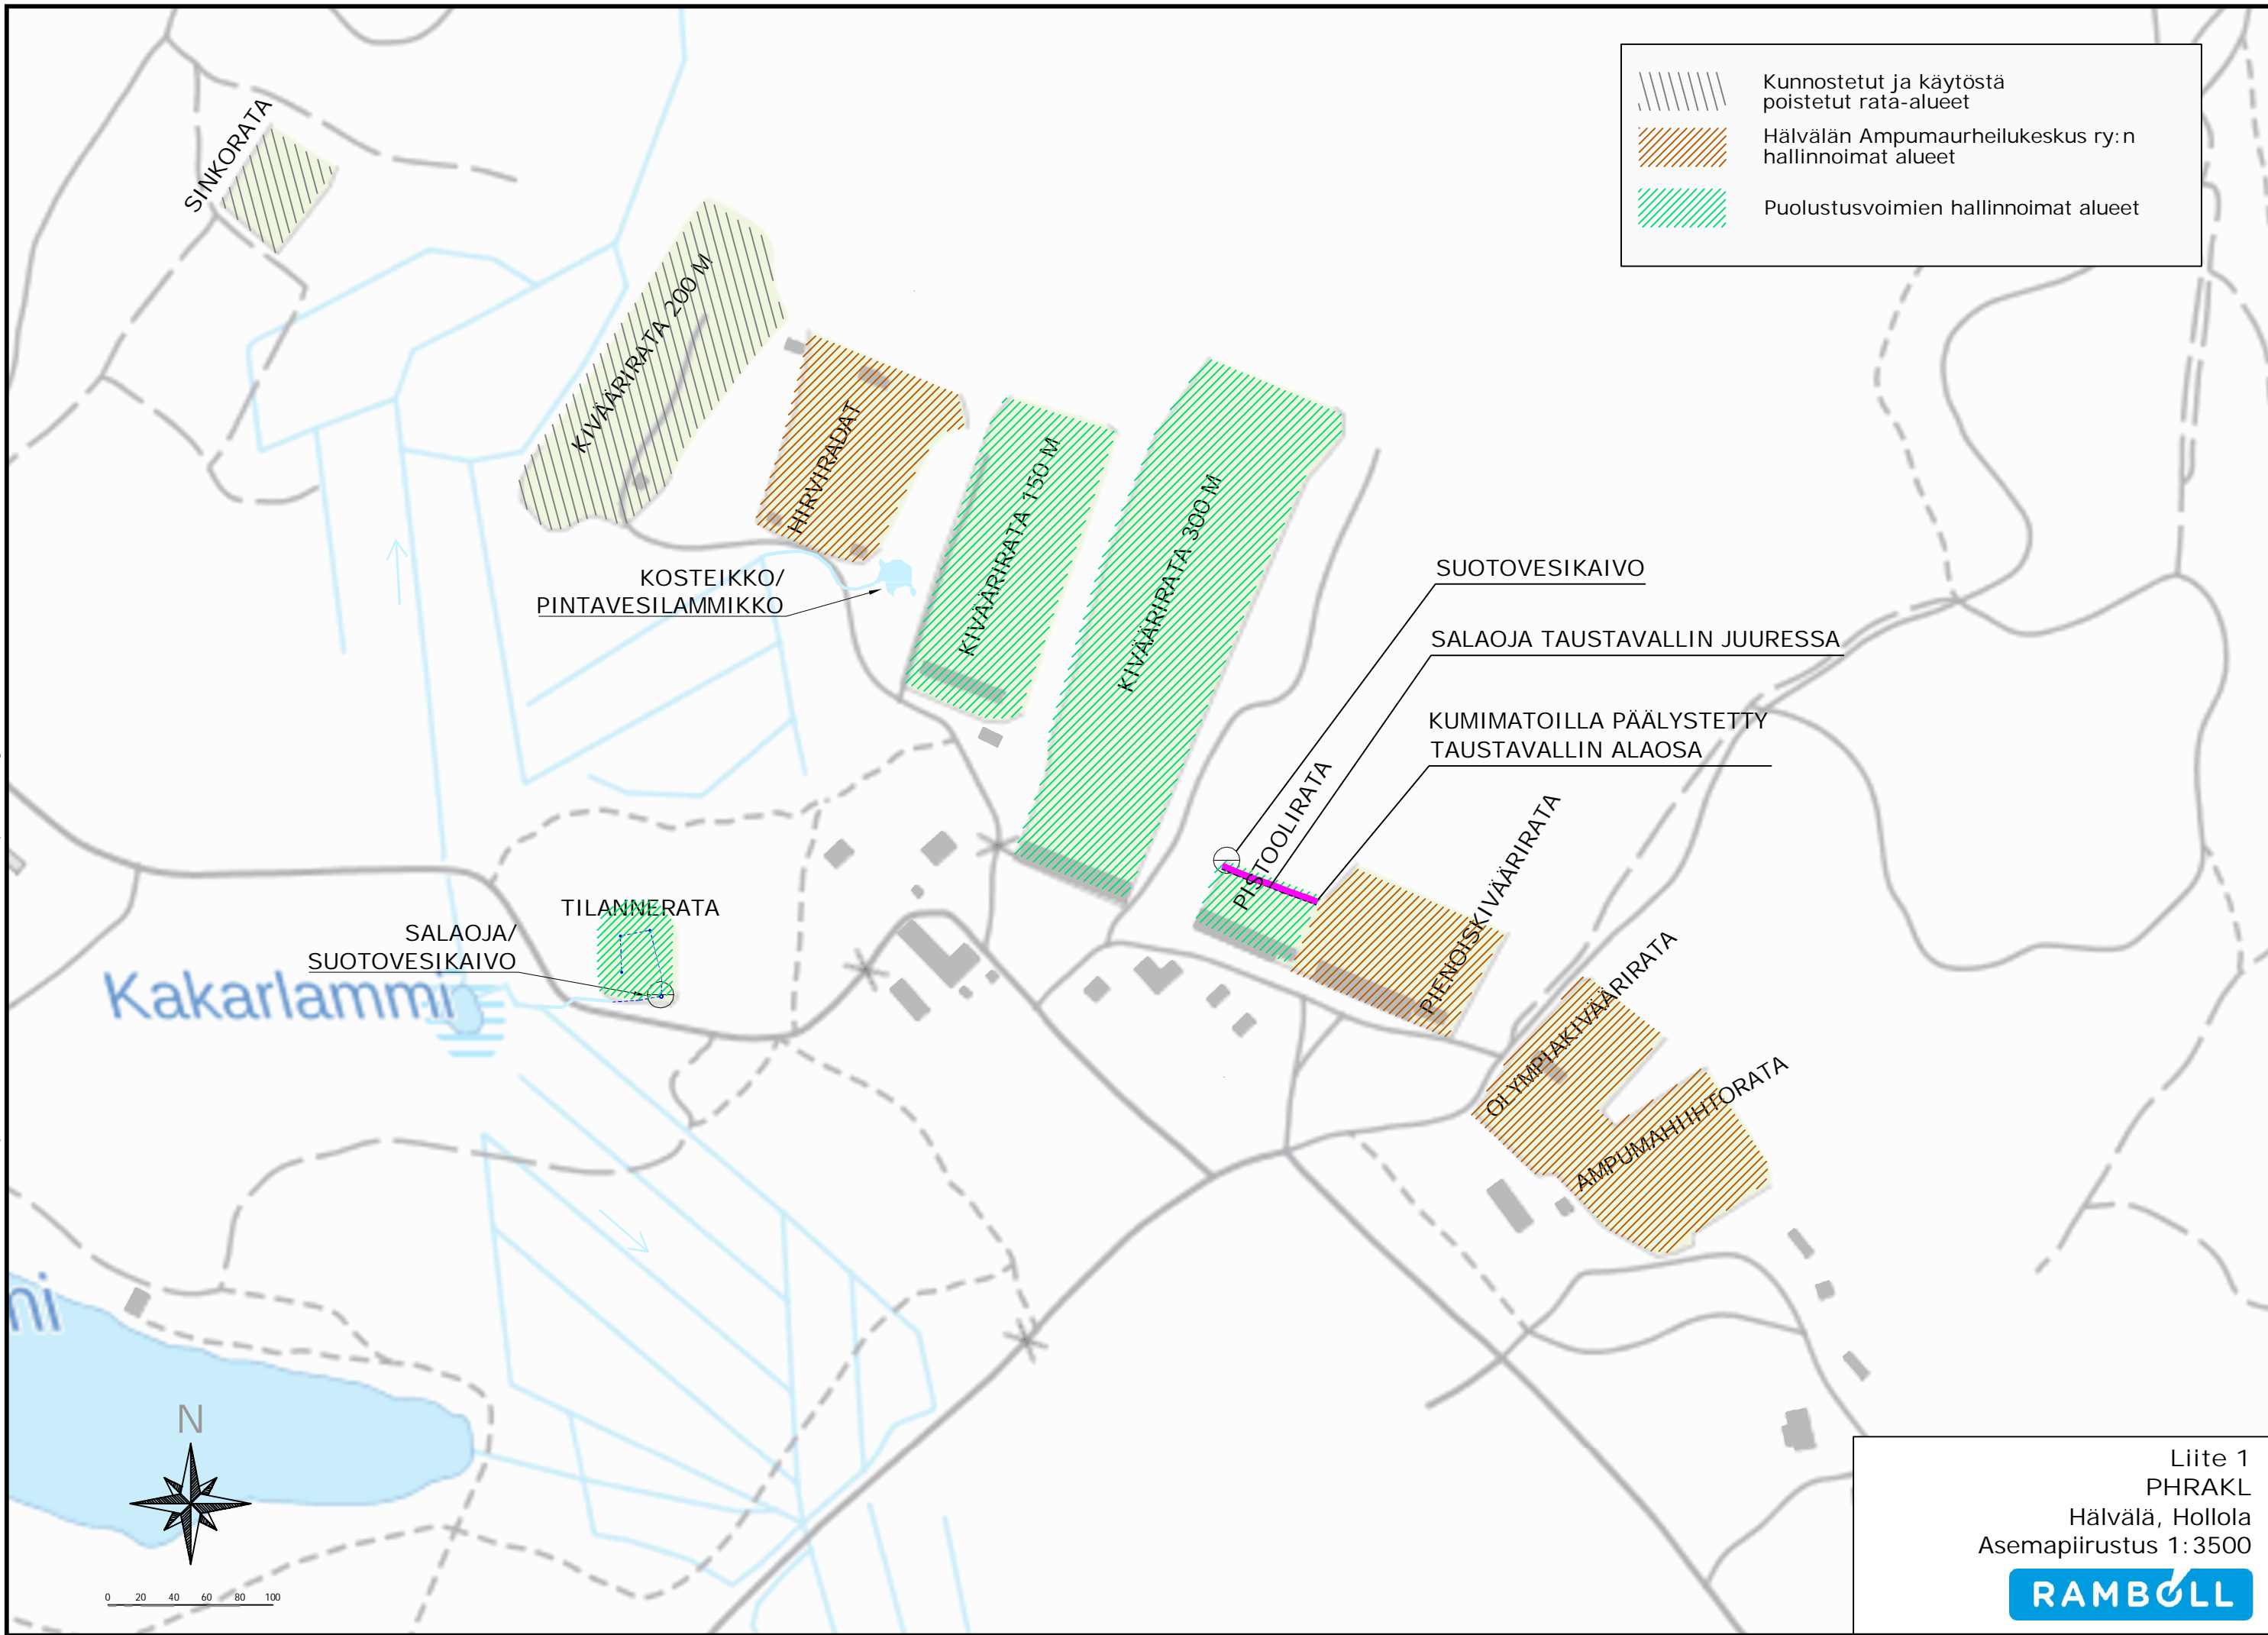 Kunnostetut ja käytöstä
poistetut rata-alueet
Hälvälän Ampumaurheilukeskus ry:n
hallinnoimat alueet
Puolustusvoimien hallinnoimat alueet
SINKORATA
KIVÄÄRIRATA 200 M
HIRVIRADAT
KIVÄÄRIRATA 150 M
KIVÄÄRIRATA 300 M
KOSTEIKKO/
PINTAVESILAMMIKKO
SUOTOVESIKAIVO
SALAOJA TAUSTAVALLIN JUURESSA
KUMIMATOILLA PÄÄLYSTETTY
TAUSTAVALLIN ALAOSA
PISTOOLIRATA
PIENOISKIVÄÄRIRATA
TILANNERATA
SALAOJA/
SUOTOVESIKAIVO
Kakarlammi
OLYMPIAKIVÄÄRIRATA
AMPUMAHIIHTORATA
ni
N
0 20 40 60 80 100
Liite 1
PHRAKL
Hälvälä, Hollola
Asemapiirustus 1:3500
RAMBOLL